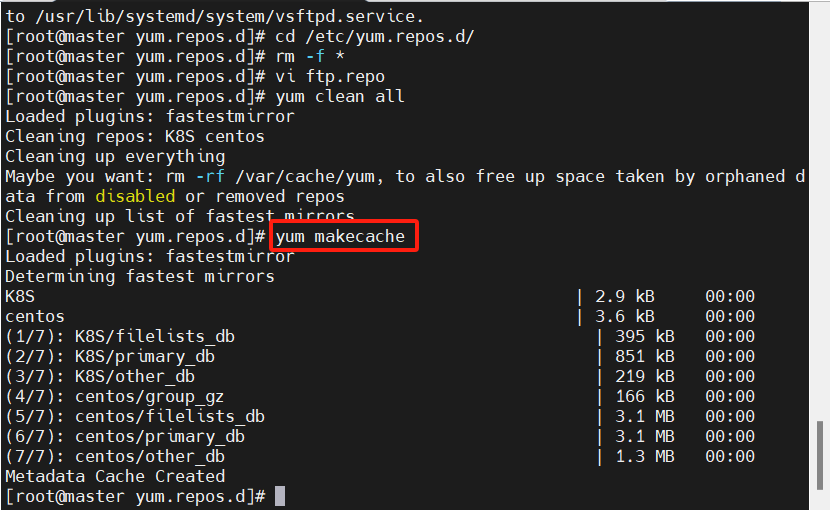 to /usr/lib/systemd/system/vsftpd.service.
[root@master yum.repos.d]# cd /etc/yum.repos.d/
[root@master yum.repos.d]# rm -f *
[root@master yum.repos.d]# vi ftp.repo
[root@master yum.repos.d]# yum clean all
Loaded plugins: fastestmirror
Cleaning repos: K8S centos
Cleaning up everything
Maybe you want: rm -rf /var/cache/yum, to also free up space taken by orphaned d
ata from disabled or removed repos
Cleaning up list of fastest mirrors
[root@master yum.repos.d]# yum makecache
Loaded plugins: fastestmirror
Determining fastest mirrors
K8S | 2.9 kB 00:00
centos | 3.6 kB 00:00
(1/7): K8S/filelists_db | 395 kB 00:00
(2/7): K8S/primary_db | 851 kB 00:00
(3/7): K8S/other_db | 219 kB 00:00
(4/7): centos/group_gz | 166 kB 00:00
(5/7): centos/filelists_db | 3.1 MB 00:00
(6/7): centos/primary_db | 3.1 MB 00:00
(7/7): centos/other_db | 1.3 MB 00:00
Metadata Cache Created
[root@master yum.repos.d]#